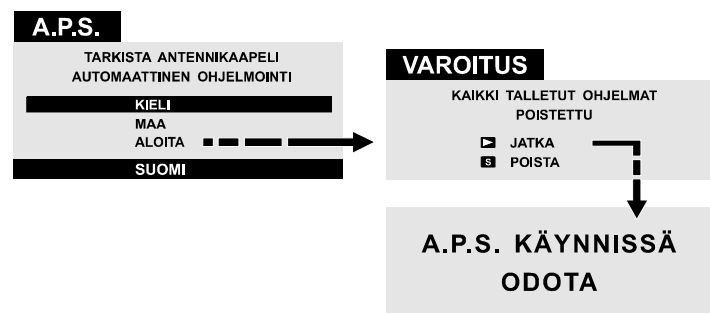 A.P.S.
TARKISTA ANTENNIKAAPELI
AUTOMAATTINEN OHJELMOINTI
KIELI
MAA
ALOITA
SUOMI
VAROITUS
KAIKKI TALLETUT OHJELMAT
POISTETTU
JATKA
S POISTA
A.P.S. KÄYNNISSÄ
ODOTA